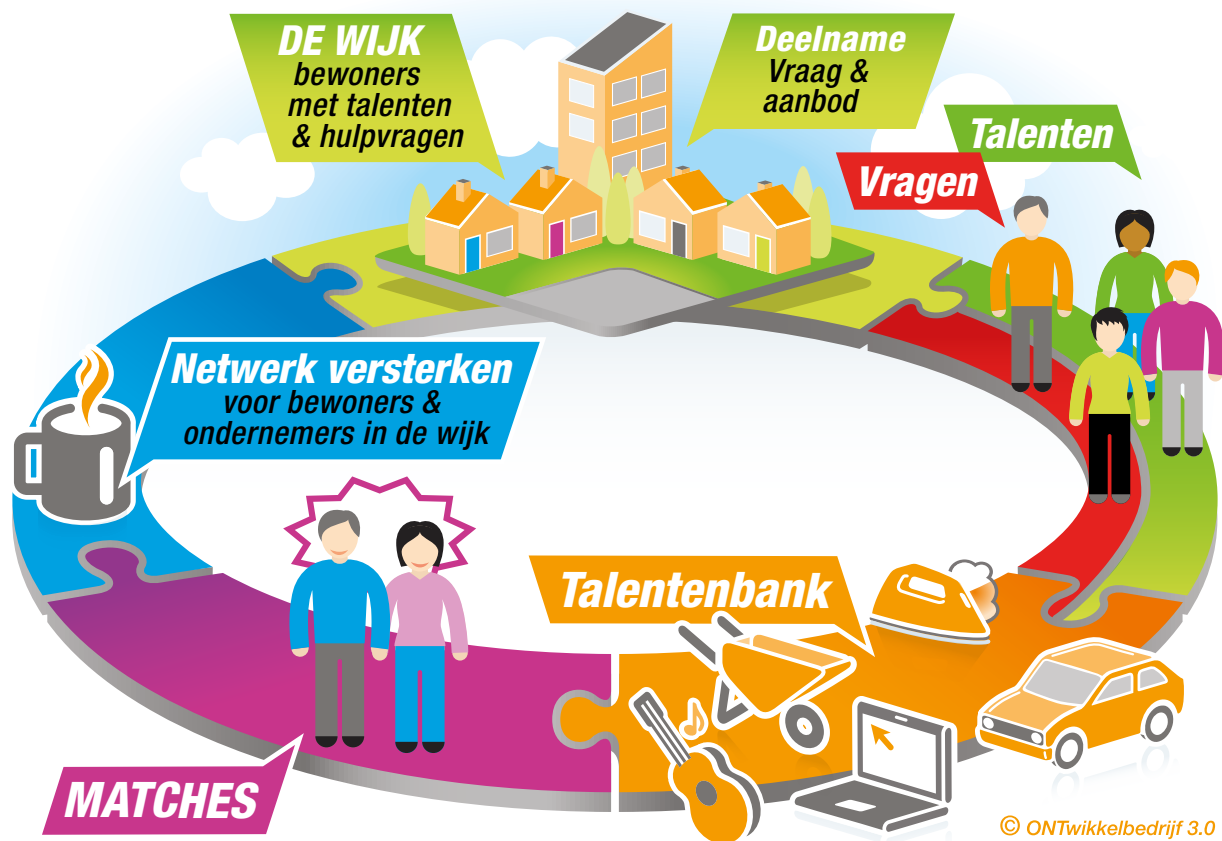 DE WIJK
bewoners
met talenten
& hulpvragen
Deelname
Vraag &
aanbod
Talenten
Vragen
Netwerk versterken
voor bewoners &
ondernemers in de wijk
Talentenbank
MATCHES
© ONTwikkelbedrijf 3.0